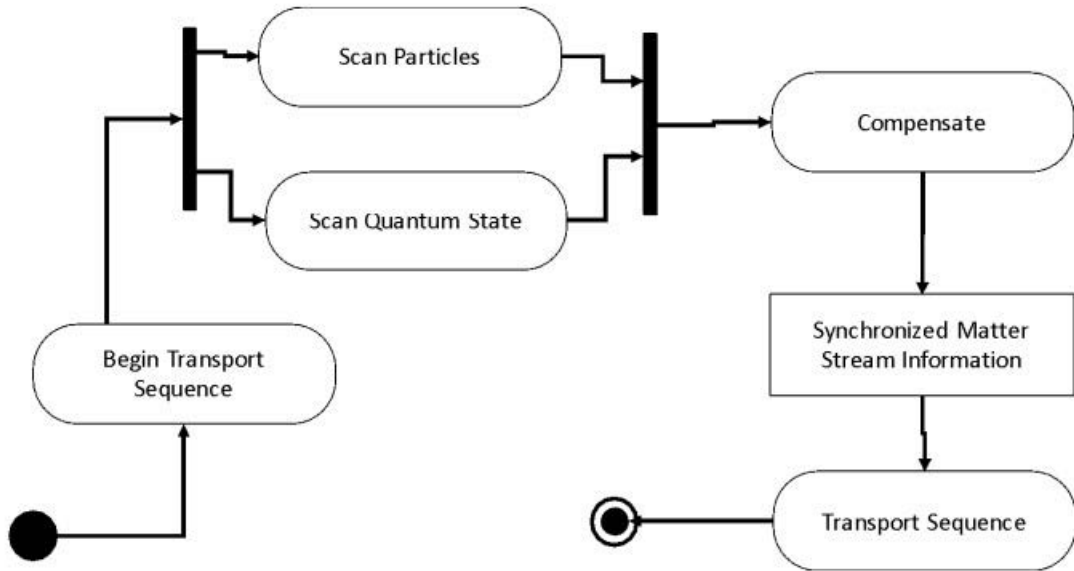 Scan Particles
Compensate
Scan Quantum State
Synchronized Matter
Stream Information
Begin Transport
Sequence
Transport Sequence